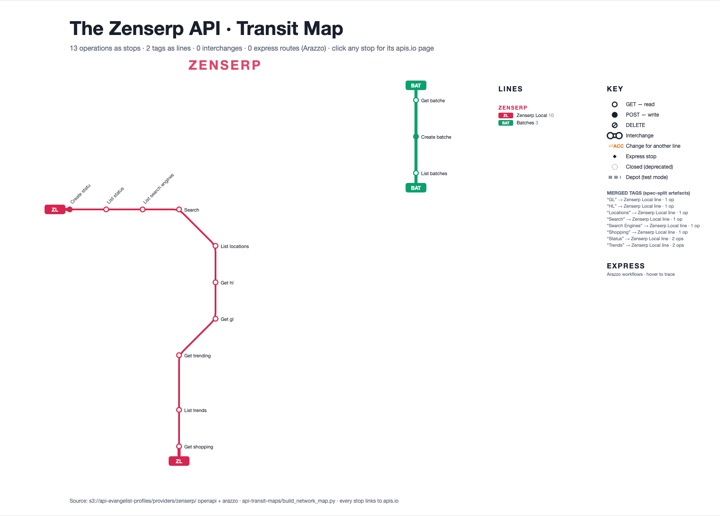 The Zenserp API · Transit Map
13 operations as stops · 2 tags as lines · 0 interchanges · 0 express routes (Arazzo) · click any stop for its apis.io page
ZENSERP
BAT
Get batche
Create batche
List batches
BAT
ZL
Create statu
List status
List search engines
Search
List locations
Get hl
Get gl
Get trending
List trends
Get shopping
ZL
LINES
ZENSERP
ZL Zenserp Local 10
BAT Batches 3
KEY
GET — read
POST — write
DELETE
Interchange
Change for another line
Express stop
Closed (deprecated)
Depot (test mode)
MERGED TAGS (spec-split artefacts)
"GL" → Zenserp Local line · 1 op
"HL" → Zenserp Local line · 1 op
"Locations" → Zenserp Local line · 1 op
"Search" → Zenserp Local line · 1 op
"Search Engines" → Zenserp Local line · 1 op
"Shopping" → Zenserp Local line · 1 op
"Status" → Zenserp Local line · 2 ops
"Trends" → Zenserp Local line · 2 ops
EXPRESS
Arazzo workflows · hover to trace
Source: s3://api-evangelist-profiles/providers/zenserp/ openapi + arazzo · api-transit-maps/build_network_map.py · every stop links to apis.io